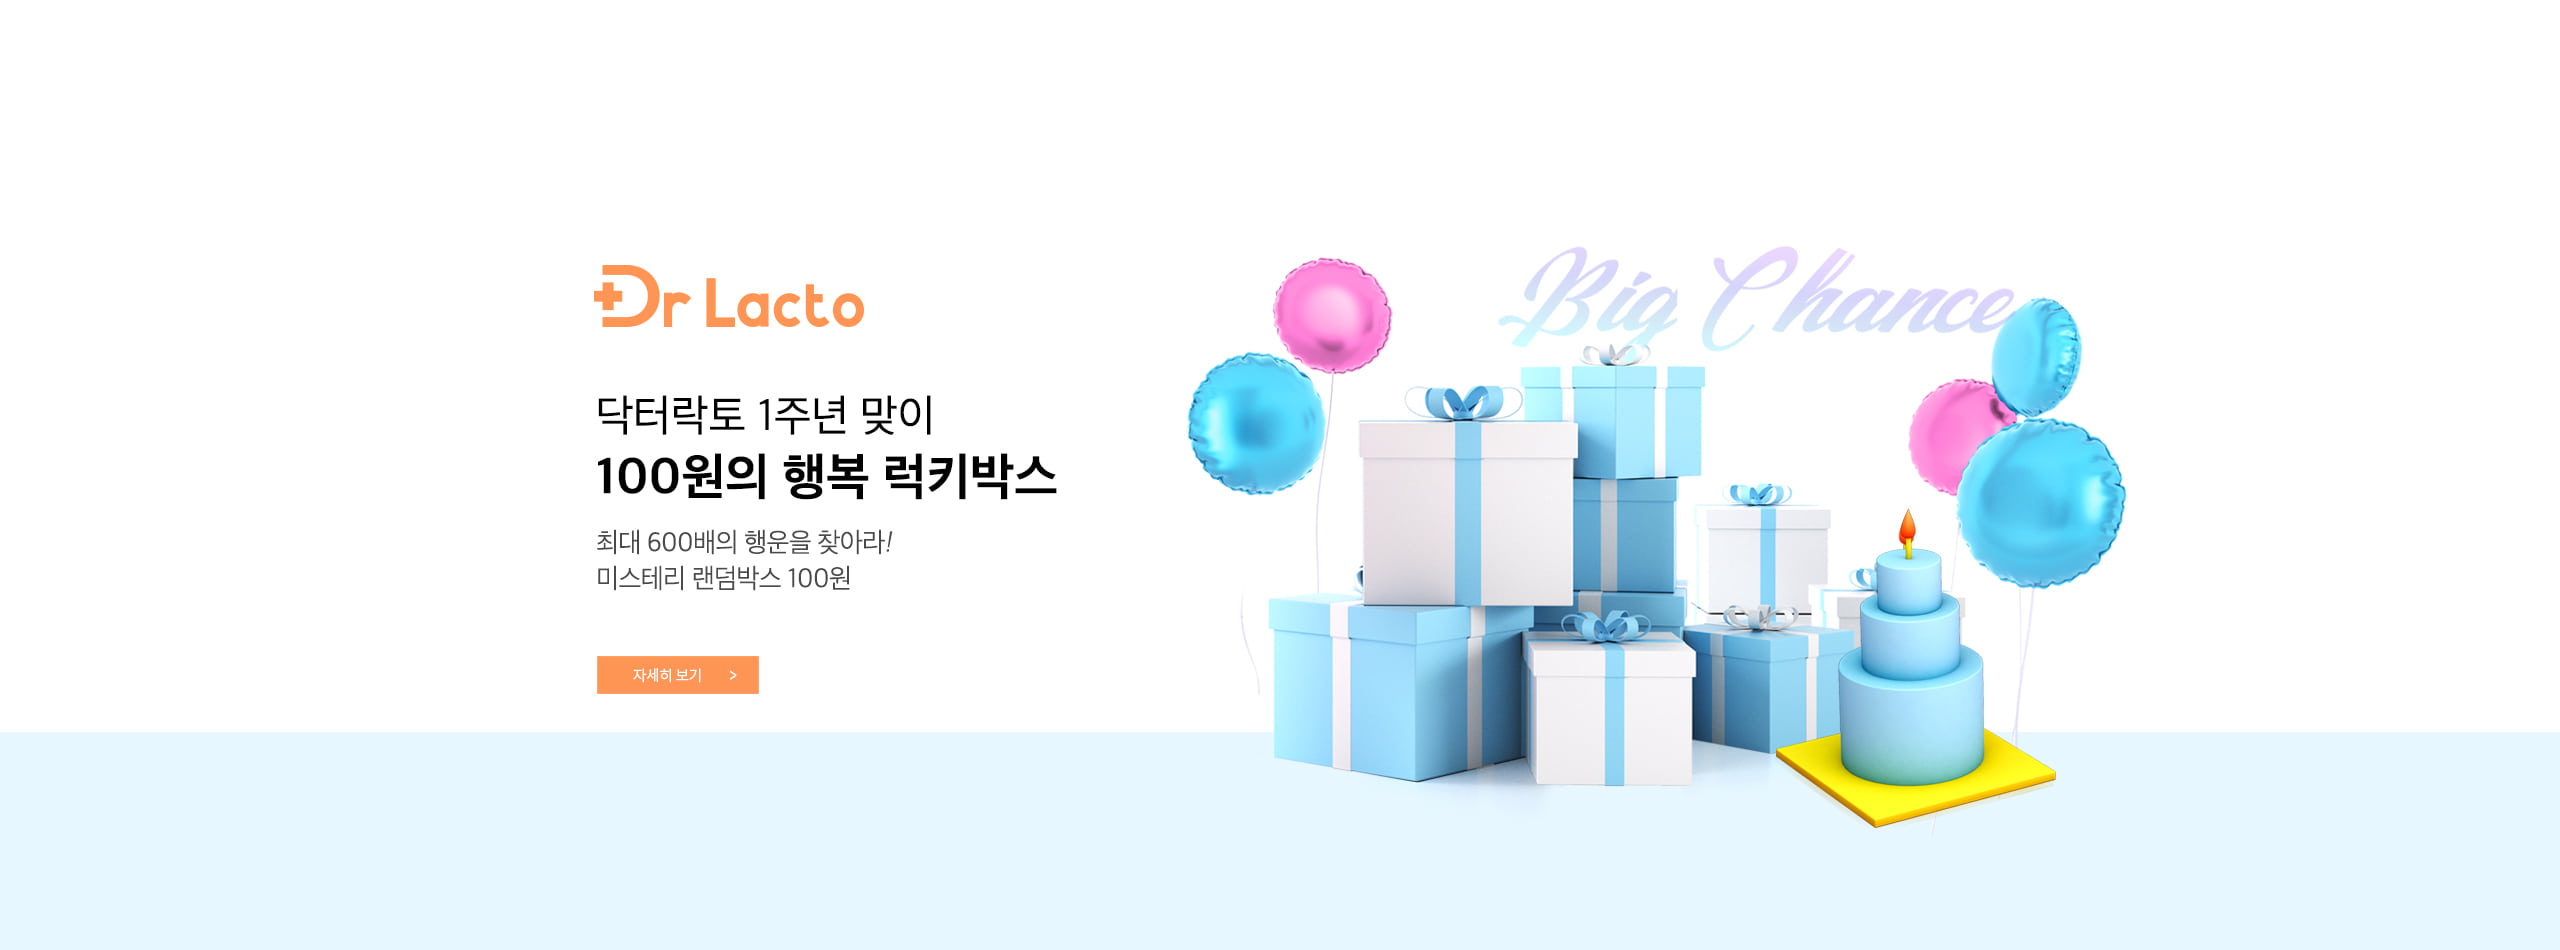 Dr Lacto
닥터락토 1주년 맞이
100원의 행복 럭키박스
최대 600배의 행운을 찾아라!
미스테리 랜덤박스 100원
자세히 보기 >
Big Chance